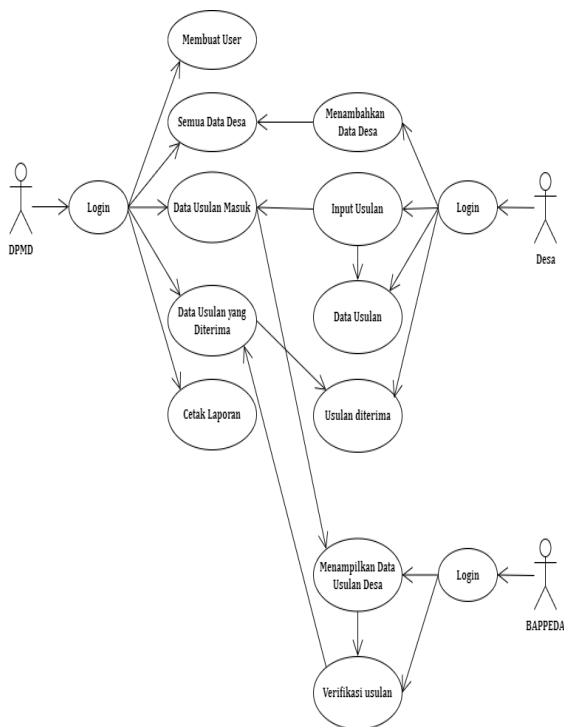 Membuat User
Semua Data Desa
Menambahkan
Data Desa
Login
Data Usulan Masuk
Input Usulan
Login
DPMD
Desa
Data Usulan yang
Diterima
Data Usulan
Cetak Laporan
Usulan diterima
Menampilkan Data
Usulan Desa
Login
BAPPEDA
Verifikasi usulan